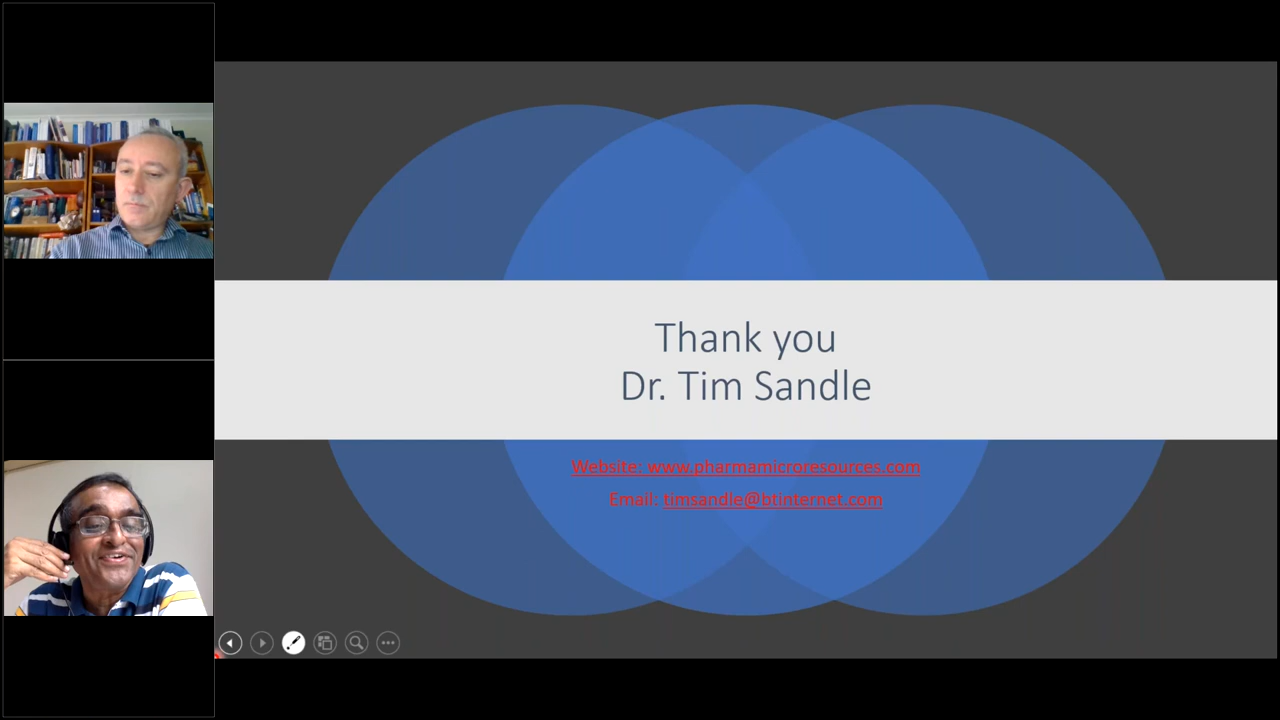 Thank you
Dr. Tim Sandle
Website: www.pharmamicroresources.com
Email: timsandle@btinternet.com